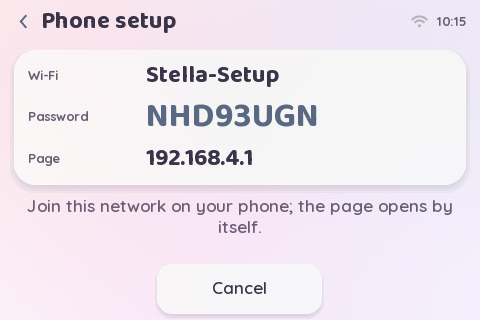 Phone setup
10:15
Wi-Fi
Stella-Setup
Password
NHD93UGN
Page
192.168.4.1
Join this network on your phone; the page opens by
itself.
Cancel